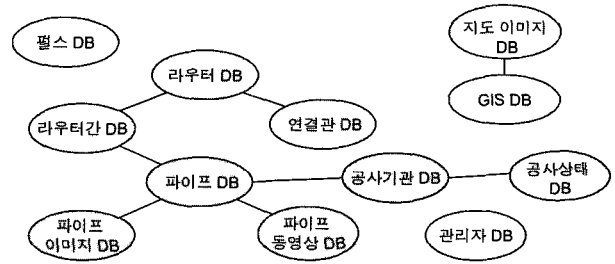 펄스 DB
지도 이미지
DB
라우터 DB
GIS DB
라우터간 DB
연결관 DB
파이프 DB
공사기관 DB
공사상태
DB
파이프
이미지 DB
파이프
동영상 DB
관리자 DB